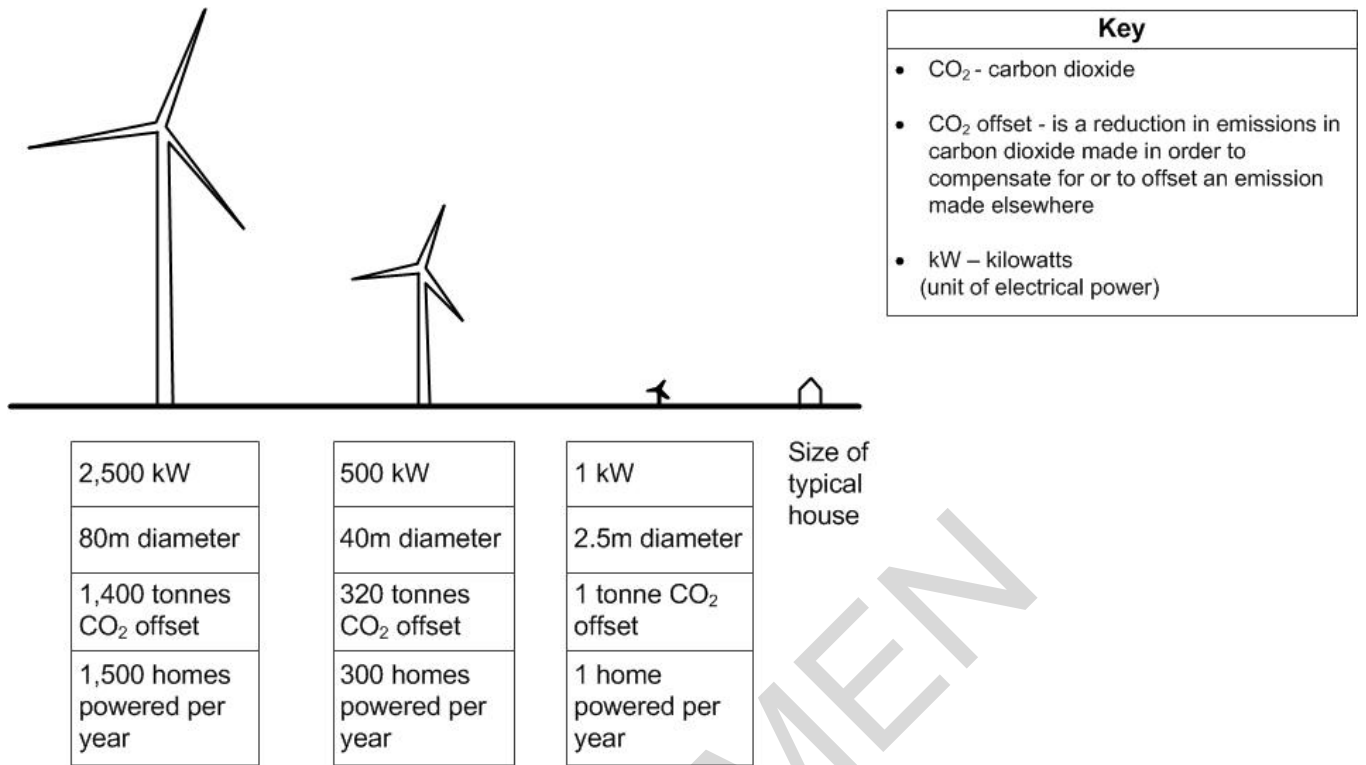 Key
• CO₂ - carbon dioxide
• CO₂ offset - is a reduction in emissions in
carbon dioxide made in order to
compensate for or to offset an emission
made elsewhere
• kW – kilowatts
(unit of electrical power)
2,500 kW
80m diameter
1,400 tonnes
CO₂ offset
1,500 homes
powered per
year
500 kW
40m diameter
320 tonnes
CO₂ offset
300 homes
powered per
year
1 kW
2.5m diameter
1 tonne CO₂
offset
1 home
powered per
year
Size of
typical
house
MEN